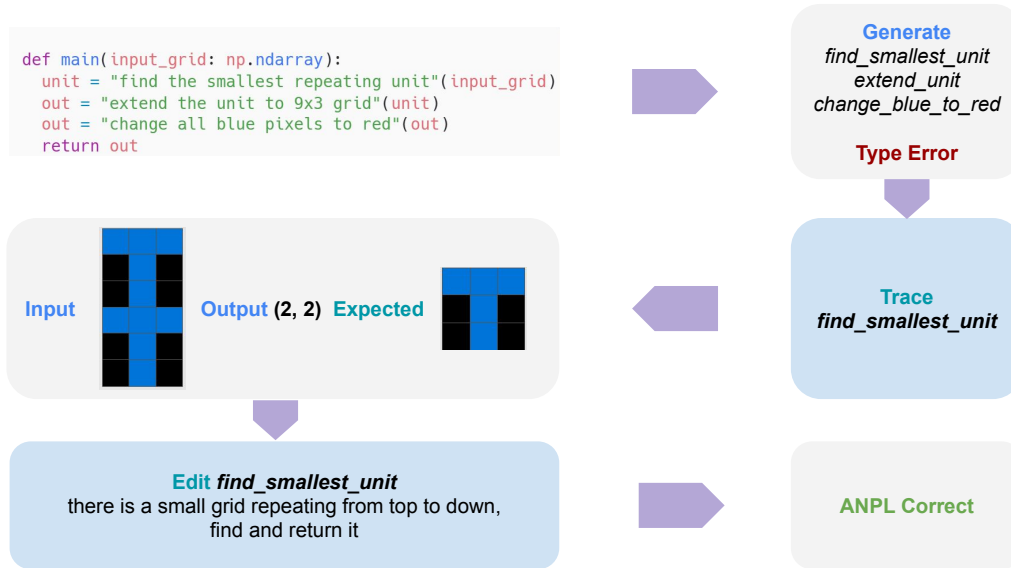 def main(input_grid: np.ndarray):
unit = "find the smallest repeating unit"(input_grid)
out = "extend the unit to 9x3 grid"(unit)
out = "change all blue pixels to red"(out)
return out
Generate
find_smallest_unit
extend_unit
change_blue_to_red
Type Error
Trace
find_smallest_unit
Input
Output (2, 2) Expected
Edit find_smallest_unit
there is a small grid repeating from top to down,
find and return it
ANPL Correct